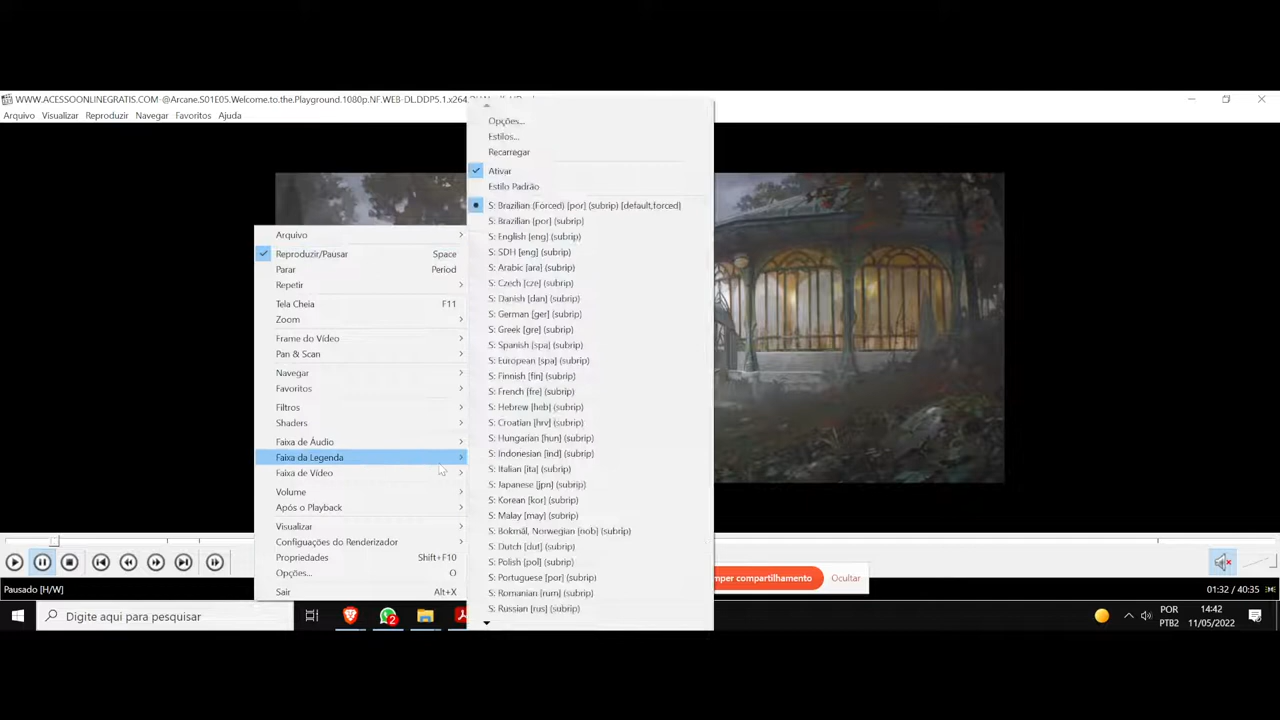 WWW.ACESSOONLINEGRATIS.COM -@Arcane.S01E05.Welcome.to.the.Playground.1080p.NF.WEB-DL.DDP5.1.x264
Arquivo Visualizar Reproduzir Navegar Favoritos Ajuda
Arquivo
Reproduzir/Pausar Space
Parar Period
Repetir
Tela Cheia F11
Zoom
Frame do Vídeo
Pan & Scan
Navegar
Favoritos
Filtros
Shaders
Faixa de Áudio
Faixa da Legenda
Faixa de Vídeo
Volume
Após o Playback
Visualizar
Configuações do Renderizador
Propriedades Shift+F10
Opções... O
Sair Alt+X
Opções...
Estilos...
Recarregar
Ativar
Estilo Padrão
S: Brazilian (Forced) [por] (subrip) [default,forced]
S: Brazilian [por] (subrip)
S: English [eng] (subrip)
S: SDH [eng] (subrip)
S: Arabic [ara] (subrip)
S: Czech [cze] (subrip)
S: Danish [dan] (subrip)
S: German [ger] (subrip)
S: Greek [gre] (subrip)
S: Spanish [spa] (subrip)
S: European [spa] (subrip)
S: Finnish [fin] (subrip)
S: French [fre] (subrip)
S: Hebrew [heb] (subrip)
S: Croatian [hrv] (subrip)
S: Hungarian [hun] (subrip)
S: Indonesian [ind] (subrip)
S: Italian [ita] (subrip)
S: Japanese [jpn] (subrip)
S: Korean [kor] (subrip)
S: Malay [may] (subrip)
S: Bokmål, Norwegian [nob] (subrip)
S: Dutch [dut] (subrip)
S: Polish [pol] (subrip)
S: Portuguese [por] (subrip)
S: Romanian [rum] (subrip)
S: Russian [rus] (subrip)
mper compartilhamento Ocultar
Pausado [H/W] 01:32 / 40:35
Digite aqui para pesquisar
2
POR
PTB2
14:42
11/05/2022